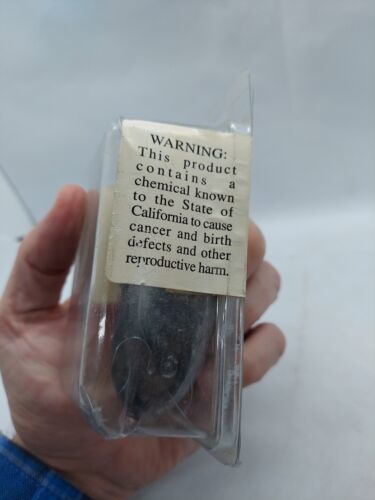 WARNING:
This product
contains a
chemical known
to the State of
California to cause
cancer and birth
defects and other
reproductive harm.